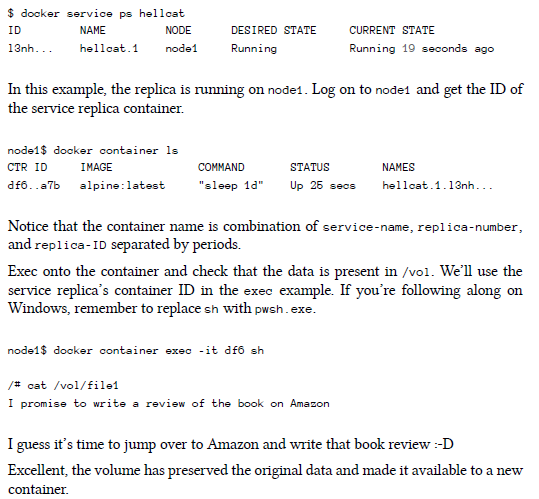 $ docker service ps hellcat
ID NAME NODE DESIRED STATE CURRENT STATE
l3nh... hellcat.1 node1 Running Running 19 seconds ago
In this example, the replica is running on node1. Log on to node1 and get the ID of
the service replica container.
node1$ docker container ls
CTR ID IMAGE COMMAND STATUS NAMES
df6..a7b alpine:latest "sleep 1d" Up 25 secs hellcat.1.l3nh...
Notice that the container name is combination of service-name, replica-number,
and replica-ID separated by periods.
Exec onto the container and check that the data is present in /vol. We’ll use the
service replica’s container ID in the exec example. If you’re following along on
Windows, remember to replace sh with pwsh.exe.
node1$ docker container exec -it df6 sh
/# cat /vol/file1
I promise to write a review of the book on Amazon
I guess it’s time to jump over to Amazon and write that book review :-D
Excellent, the volume has preserved the original data and made it available to a new
container.